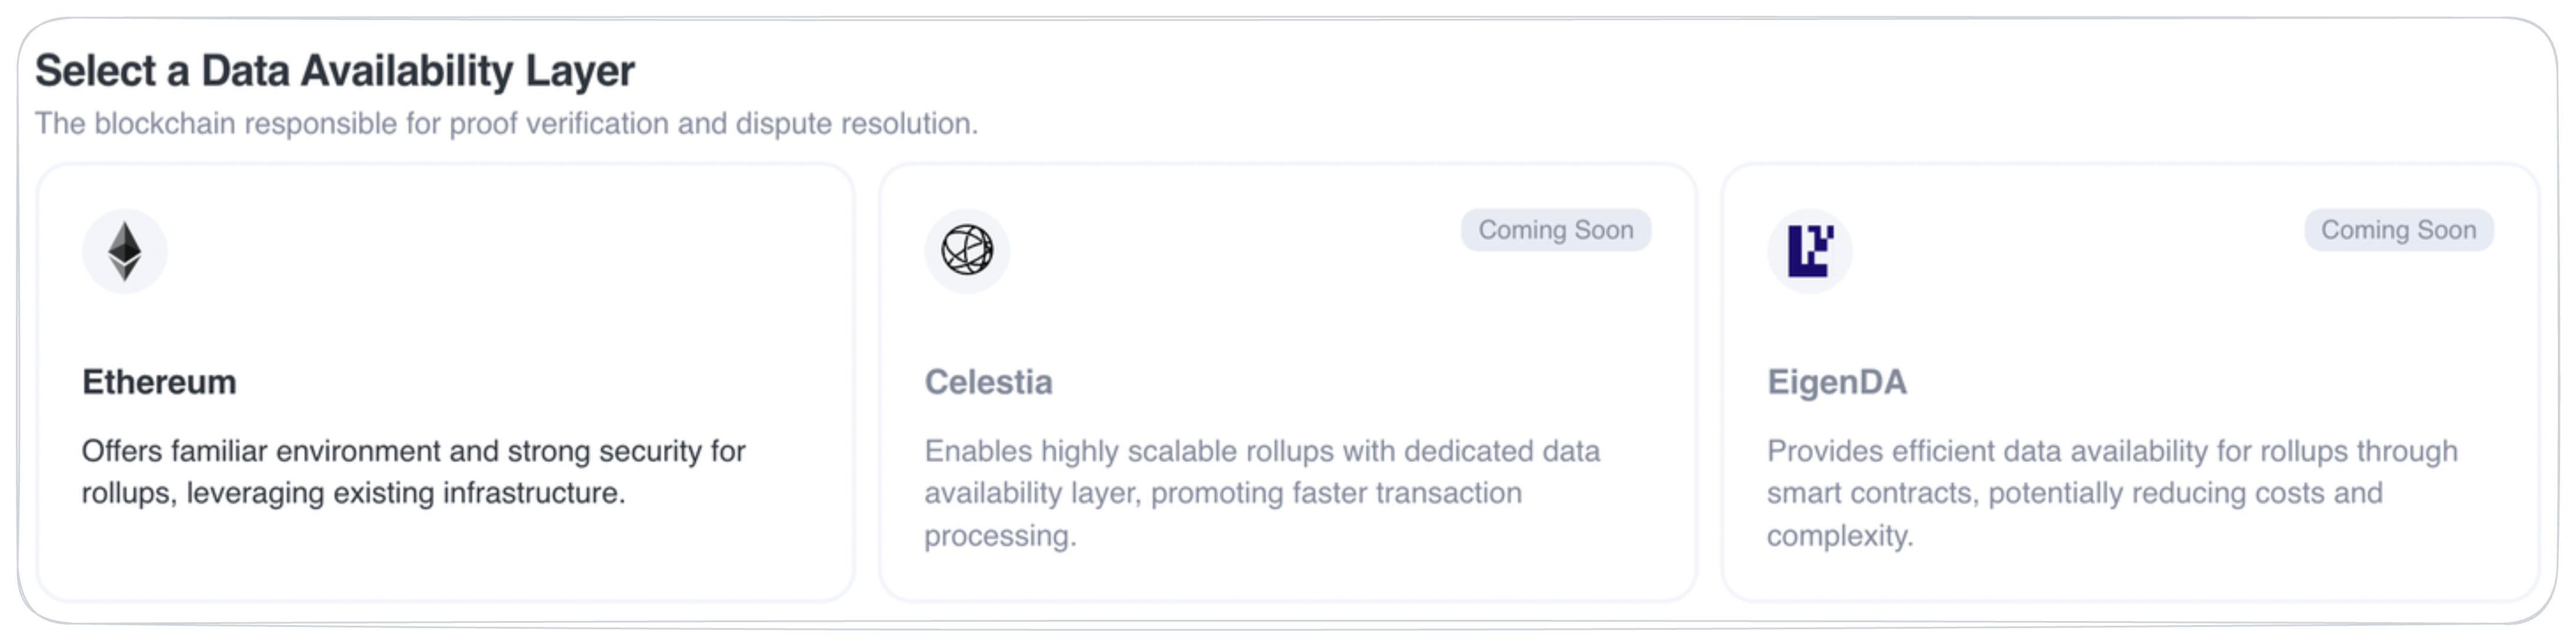 Select a Data Availability Layer
The blockchain responsible for proof verification and dispute resolution.
Ethereum
Offers familiar environment and strong security for
rollups, leveraging existing infrastructure.
Coming Soon
Celestia
Enables highly scalable rollups with dedicated data
availability layer, promoting faster transaction
processing.
Coming Soon
EigenDA
Provides efficient data availability for rollups through
smart contracts, potentially reducing costs and
complexity.